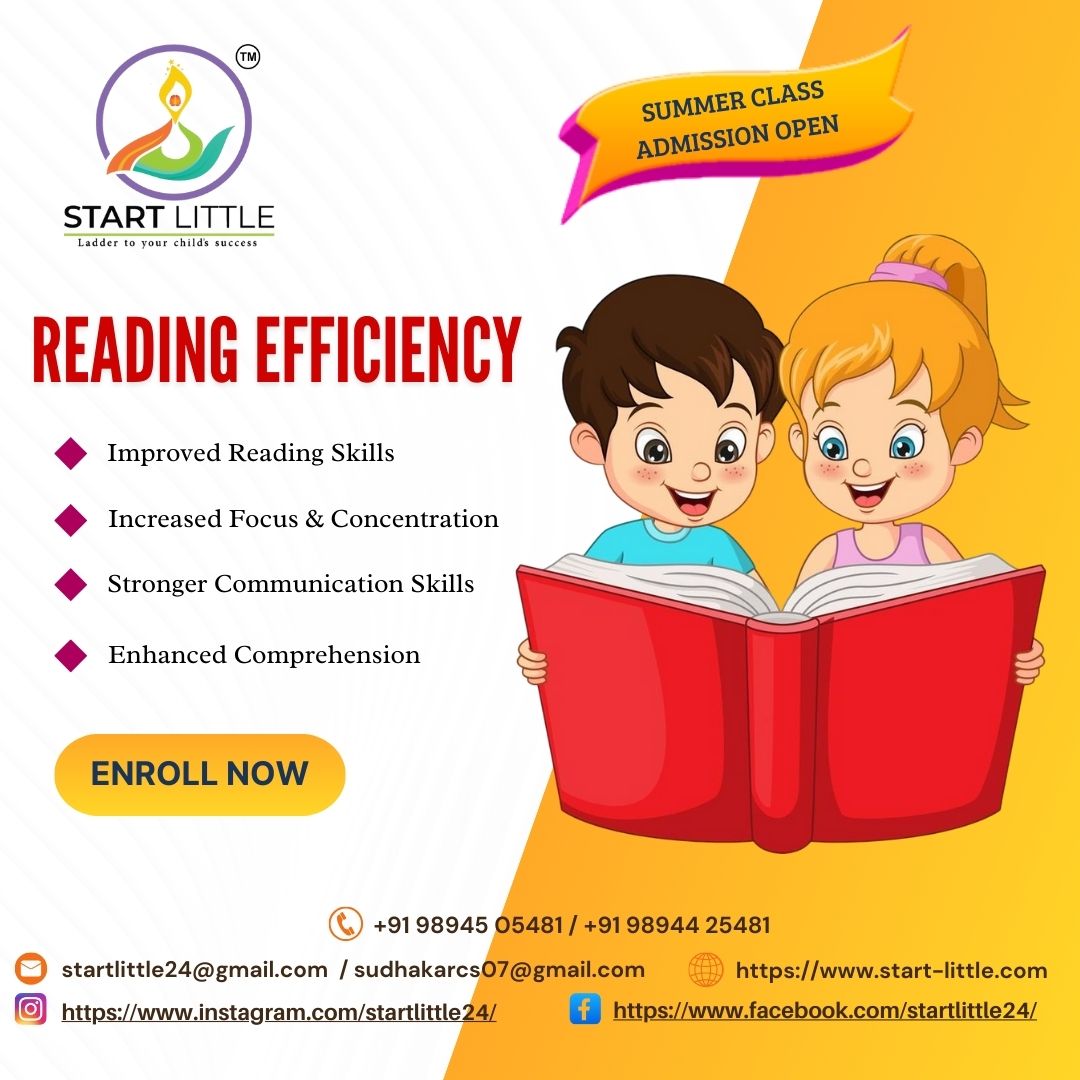 TM
START LITTLE
Ladder to your child's success
SUMMER CLASS
ADMISSION OPEN
READING EFFICIENCY
Improved Reading Skills
Increased Focus & Concentration
Stronger Communication Skills
Enhanced Comprehension
ENROLL NOW
+91 98945 05481 / +91 98944 25481
startlittle24@gmail.com / sudhakarcs07@gmail.com
https://www.start-little.com
https://www.instagram.com/startlittle24/
https://www.facebook.com/startlittle24/